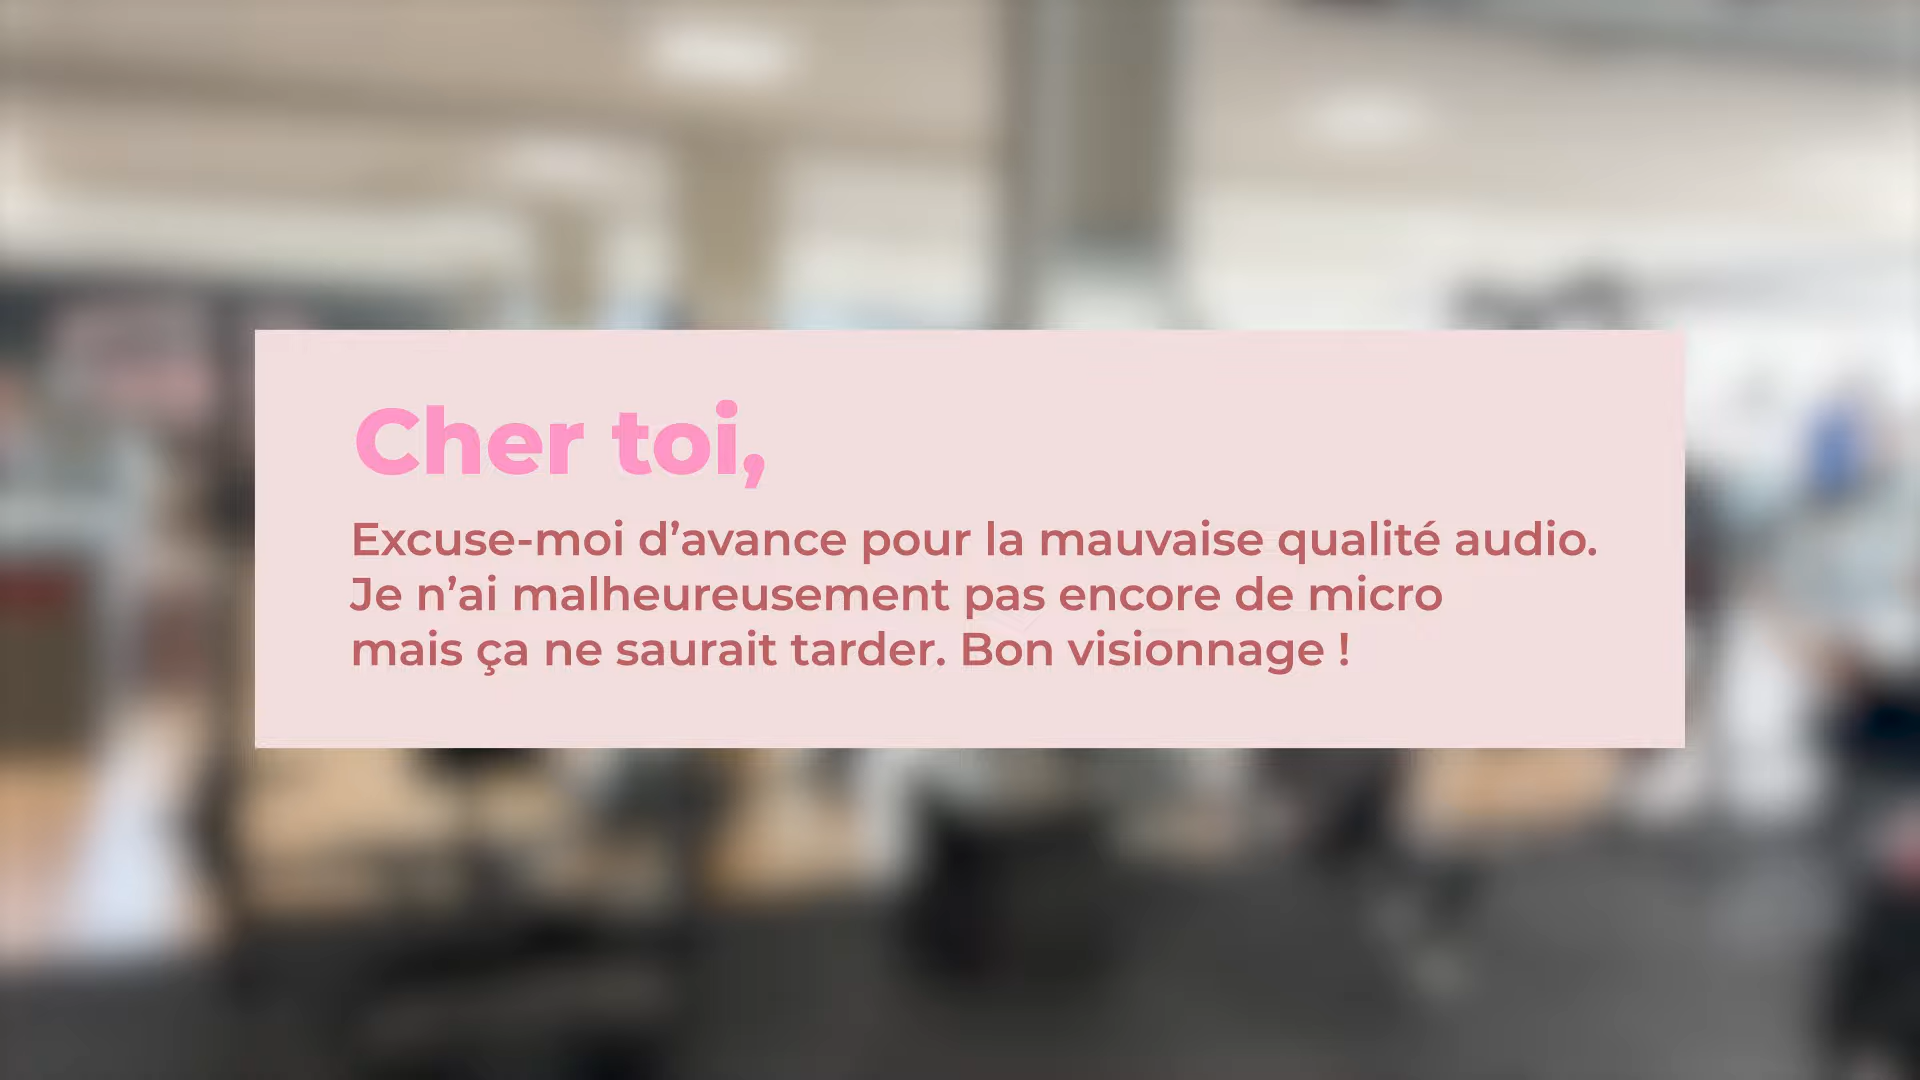 Cher toi,
Excuse-moi d’avance pour la mauvaise qualité audio.
Je n’ai malheureusement pas encore de micro
mais ça ne saurait tarder. Bon visionnage !